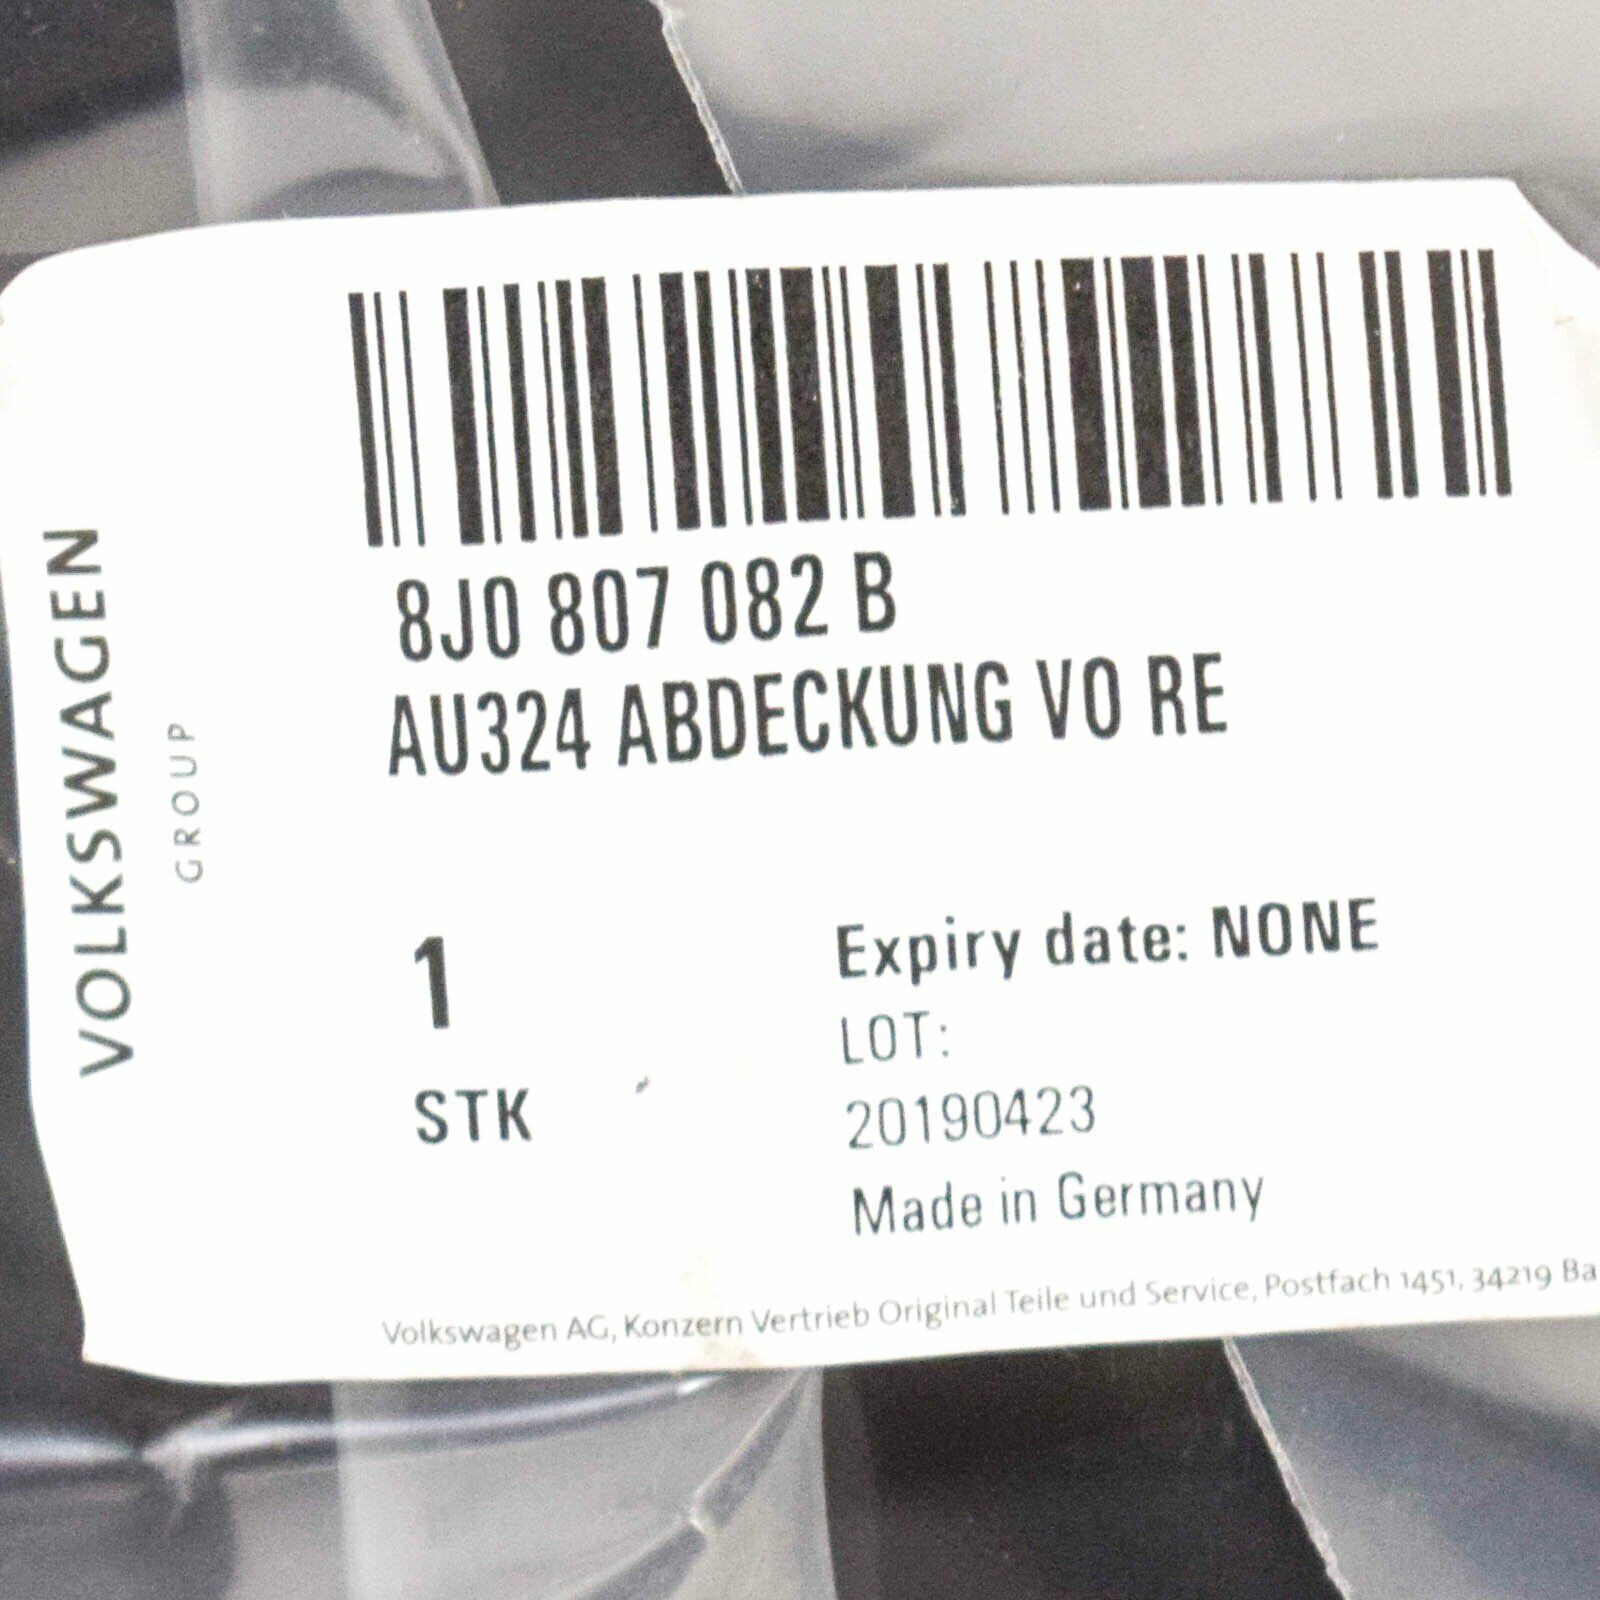 VOLKSWAGEN
GROUP
8J0 807 082 B
AU324 ABDECKUNG VO RE
1
STK
Expiry date: NONE
LOT:
20190423
Made in Germany
Volkswagen AG, Konzern Vertrieb Original Teile und Service, Postfach 1451, 34219 Ba